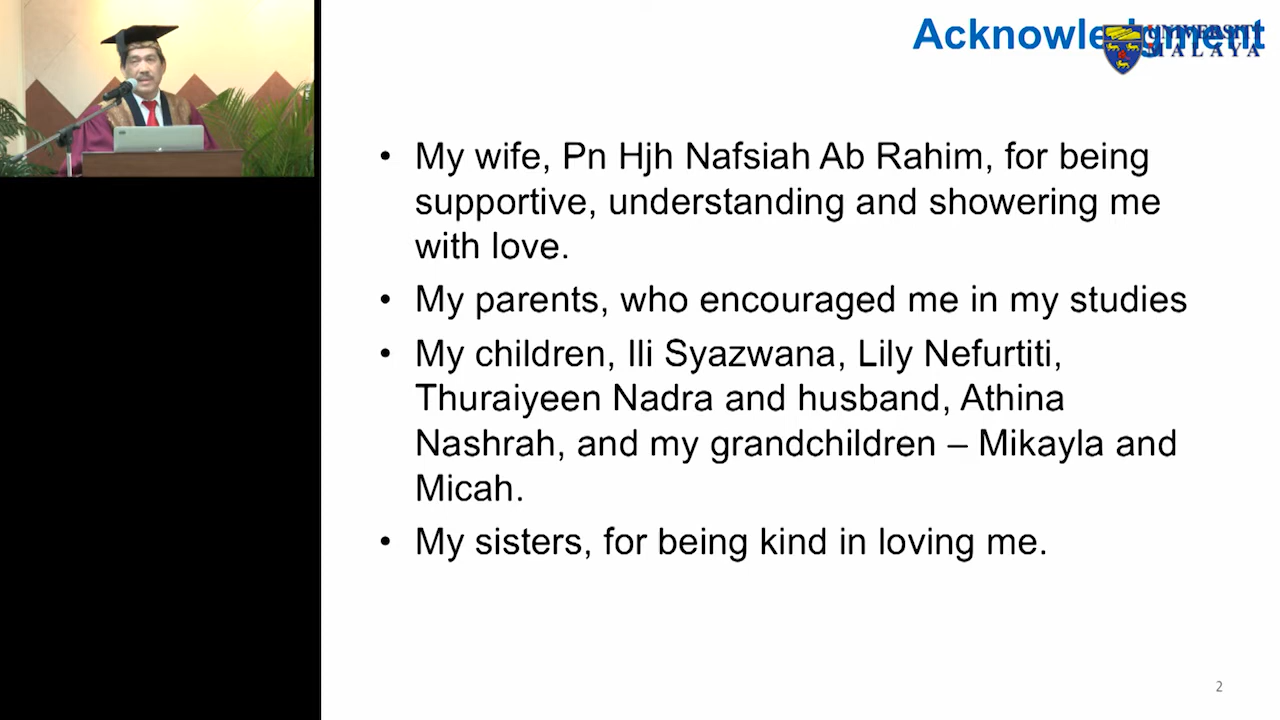 Acknowledgment
UNIVERSITI
MALAYA
• My wife, Pn Hjh Nafsiah Ab Rahim, for being
supportive, understanding and showering me
with love.
• My parents, who encouraged me in my studies
• My children, Ili Syazwana, Lily Nefurtiti,
Thuraiyeen Nadra and husband, Athina
Nashrah, and my grandchildren – Mikayla and
Micah.
• My sisters, for being kind in loving me.
2